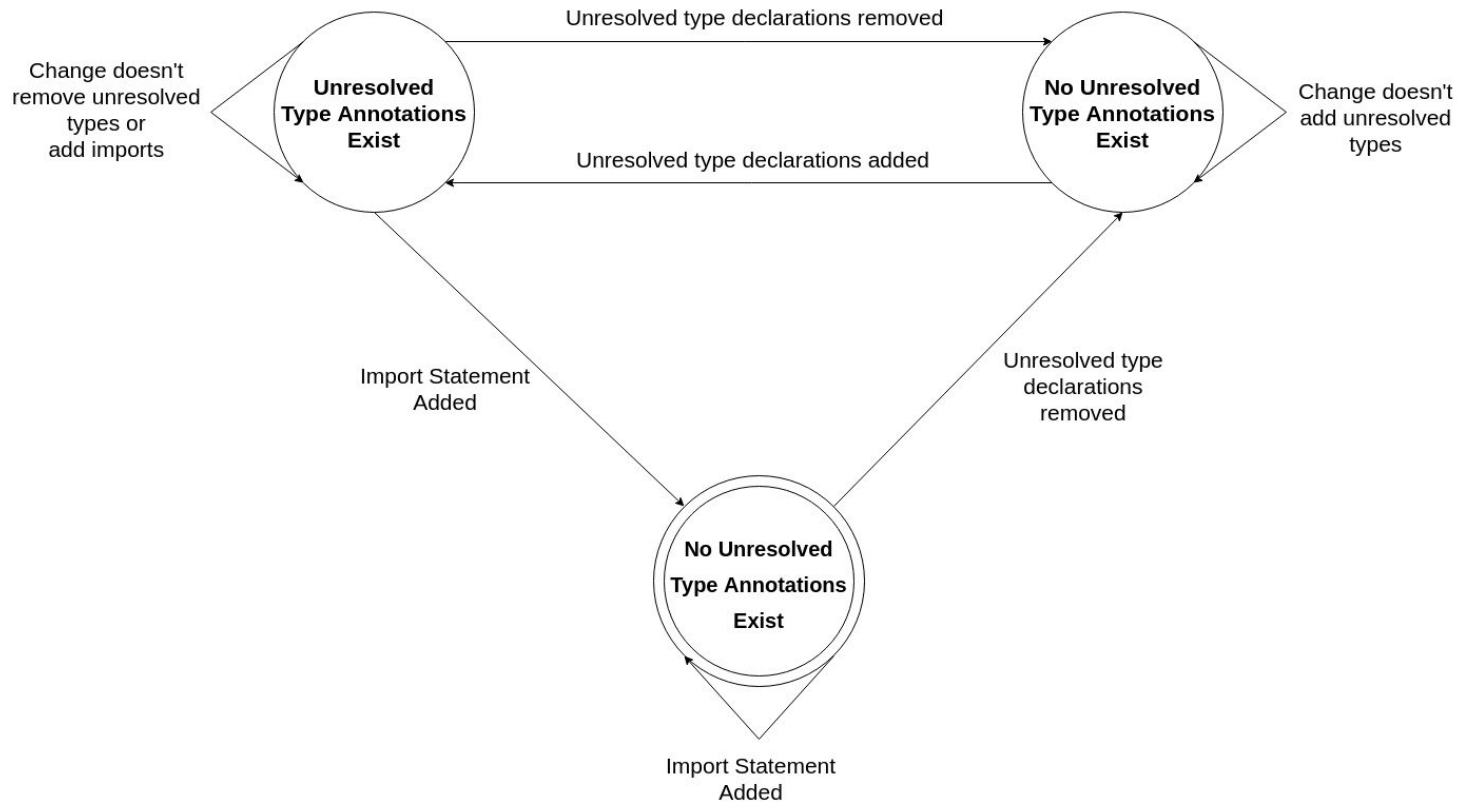 Unresolved type declarations removed
Change doesn't
remove unresolved
types or
add imports
Unresolved
Type Annotations
Exist
No Unresolved
Type Annotations
Exist
Change doesn't
add unresolved
types
Unresolved type declarations added
Import Statement
Added
Unresolved type
declarations
removed
No Unresolved
Type Annotations
Exist
Import Statement
Added